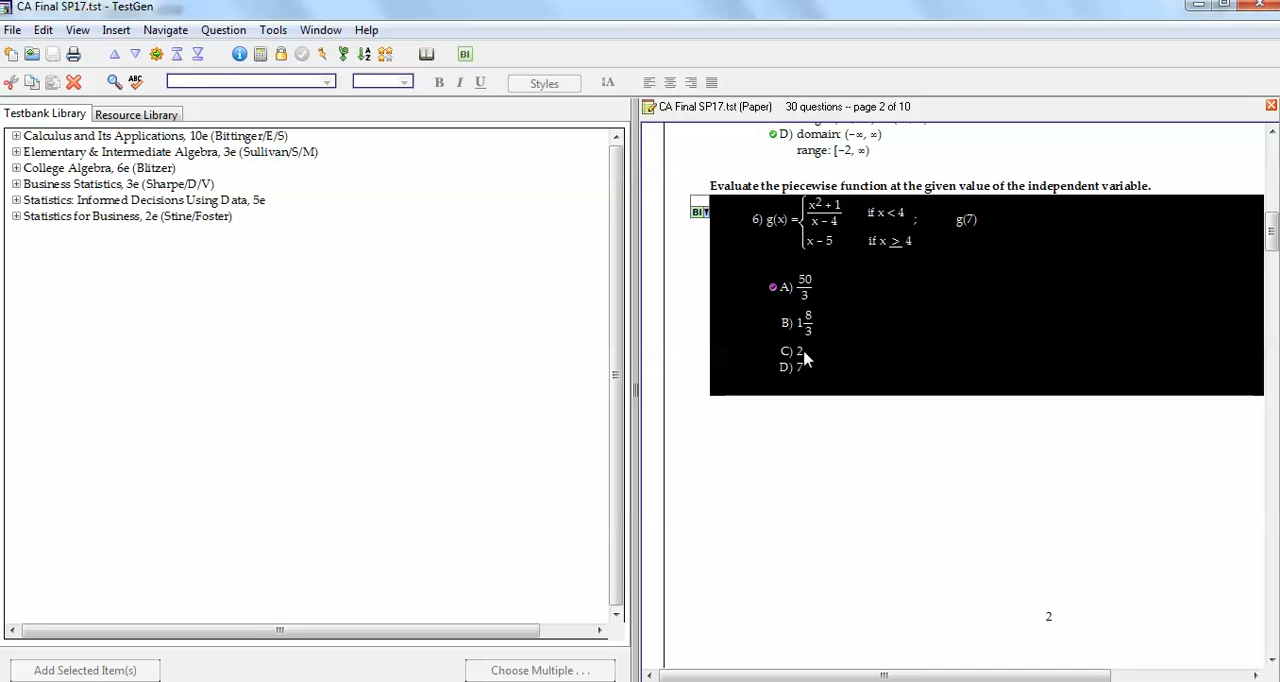 CA Final SP17.tst - TestGen
File Edit View Insert Navigate Question Tools Window Help
BI
ABC B I U Styles IA
Testbank Library Resource Library
CA Final SP17.tst (Paper) 30 questions -- page 2 of 10
Calculus and Its Applications, 10e (Bittinger/E/S)
Elementary & Intermediate Algebra, 3e (Sullivan/S/M)
College Algebra, 6e (Blitzer)
Business Statistics, 3e (Sharpe/D/V)
Statistics: Informed Decisions Using Data, 5e
Statistics for Business, 2e (Stine/Foster)
D) domain: (−∞, ∞)
range: [−2, ∞)
Evaluate the piecewise function at the given value of the independent variable.
BI
x² + 1
6) g(x) = x − 4 if x < 4 ; g(7)
x − 5 if x ≥ 4
A) 50/3
B) 1 8/3
C) 2
D) 7
2
Add Selected Item(s) Choose Multiple . . .